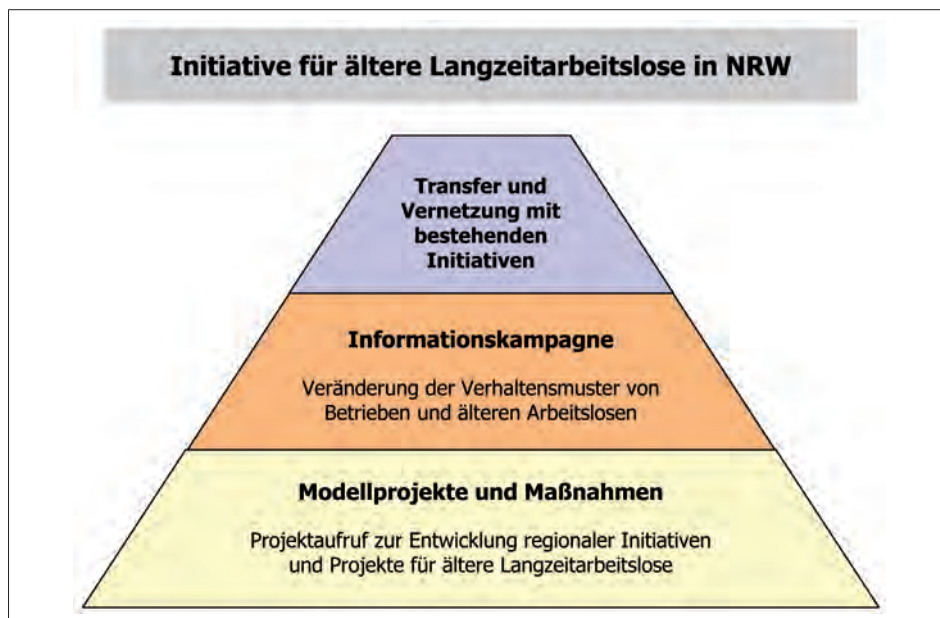 Initiative für ältere Langzeitarbeitslose in NRW
Transfer und
Vernetzung mit
bestehenden
Initiativen
Informationskampagne
Veränderung der Verhaltensmuster von
Betrieben und älteren Arbeitslosen
Modellprojekte und Maßnahmen
Projektaufruf zur Entwicklung regionaler Initiativen
und Projekte für ältere Langzeitarbeitslose